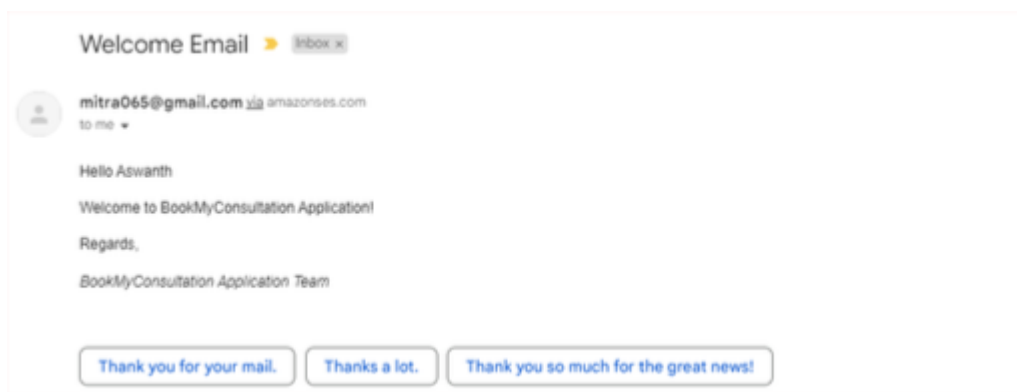 Welcome Email Inbox x
mitra065@gmail.com via amazonses.com
to me
Hello Aswanth
Welcome to BookMyConsultation Application!
Regards,
BookMyConsultation Application Team
Thank you for your mail. Thanks a lot. Thank you so much for the great news!